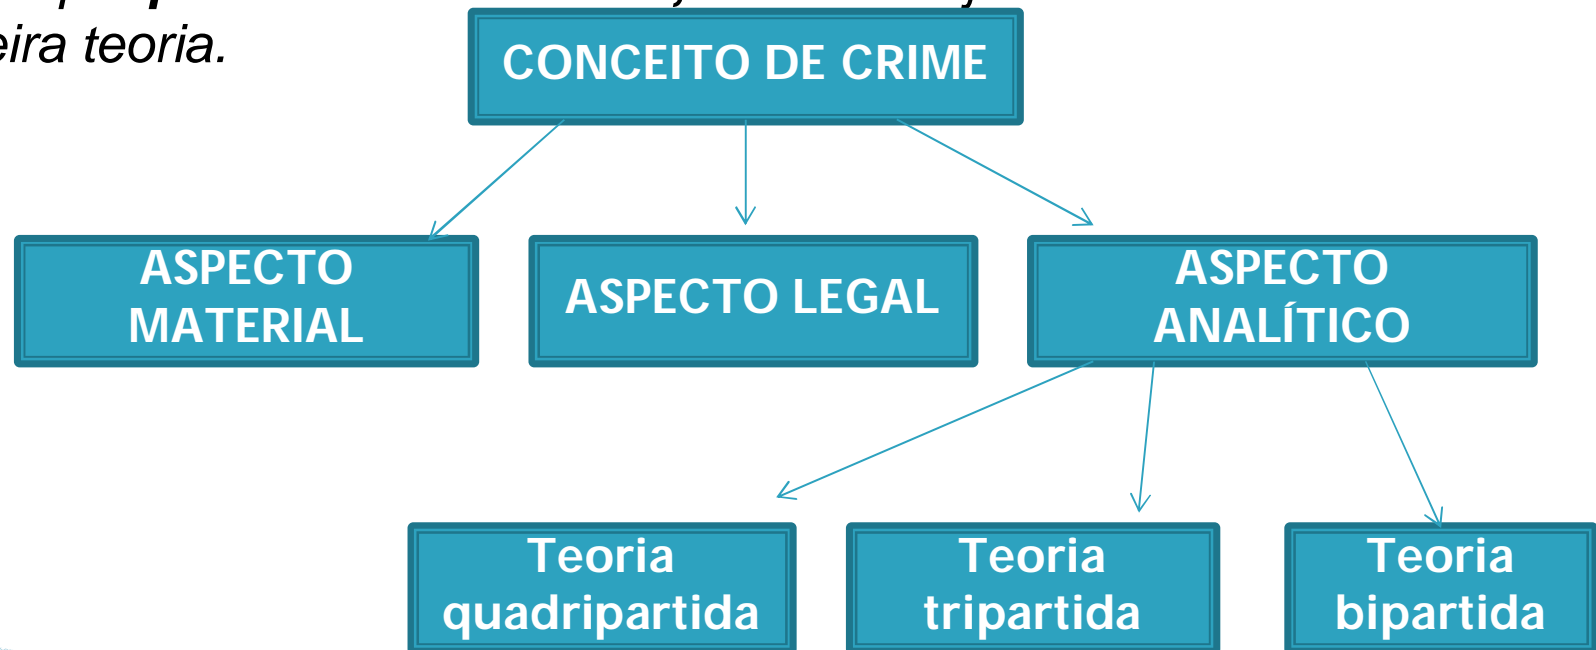 eira teoria.
CONCEITO DE CRIME
ASPECTO
MATERIAL
ASPECTO LEGAL
ASPECTO
ANALÍTICO
Teoria
quadripartida
Teoria
tripartida
Teoria
bipartida